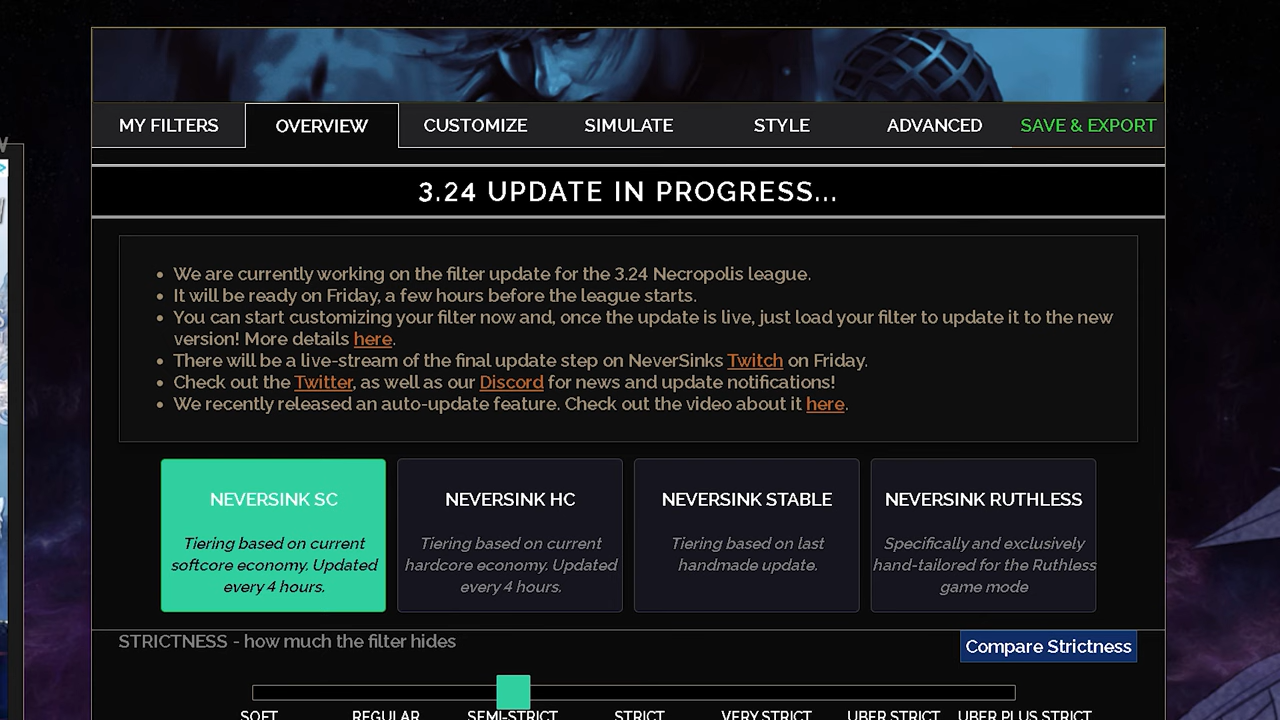 MY FILTERS OVERVIEW CUSTOMIZE SIMULATE STYLE ADVANCED SAVE & EXPORT
3.24 UPDATE IN PROGRESS...
• We are currently working on the filter update for the 3.24 Necropolis league.
• It will be ready on Friday, a few hours before the league starts.
• You can start customizing your filter now and, once the update is live, just load your filter to update it to the new
version! More details here.
• There will be a live-stream of the final update step on NeverSinks Twitch on Friday.
• Check out the Twitter, as well as our Discord for news and update notifications!
• We recently released an auto-update feature. Check out the video about it here.
NEVERSINK SC
Tiering based on current
softcore economy. Updated
every 4 hours.
NEVERSINK HC
Tiering based on current
hardcore economy. Updated
every 4 hours.
NEVERSINK STABLE
Tiering based on last
handmade update.
NEVERSINK RUTHLESS
Specifically and exclusively
hand-tailored for the Ruthless
game mode
STRICTNESS - how much the filter hides
Compare Strictness
SOFT REGULAR SEMI-STRICT STRICT VERY STRICT UBER STRICT UBER PLUS STRICT